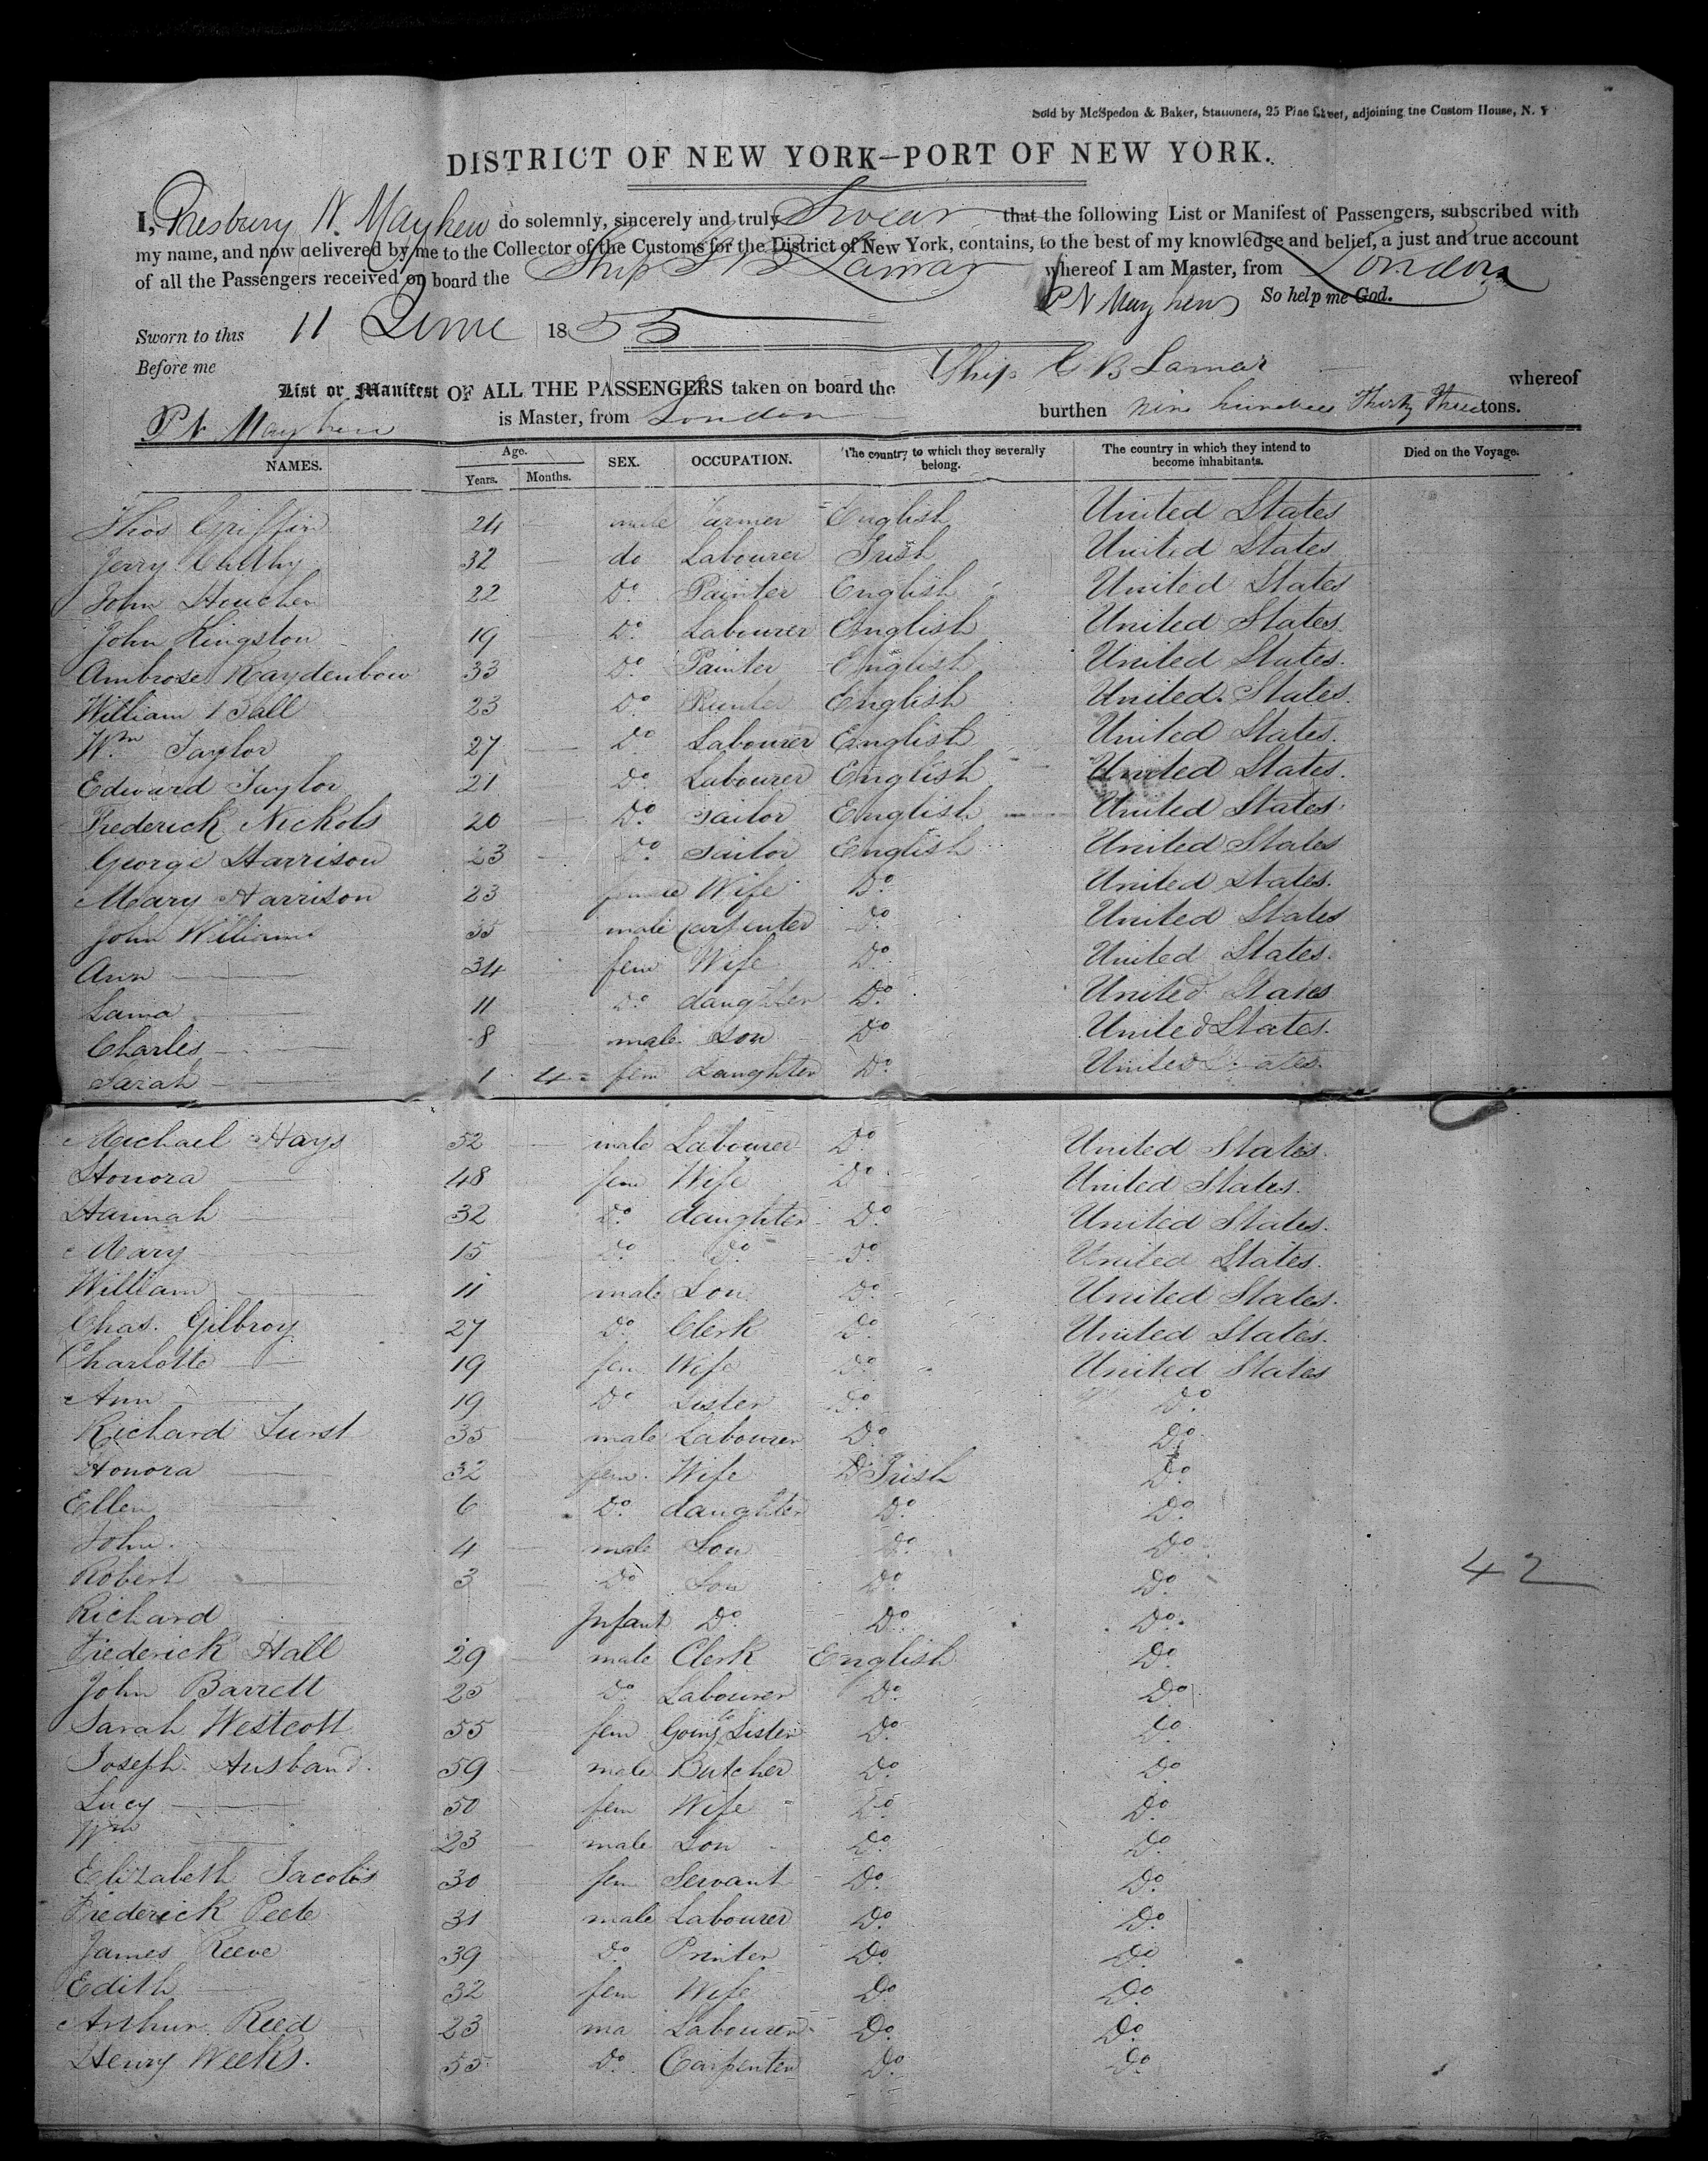 Sold by McSpedon & Baker, Stationers, 25 Pine Street, adjoining the Custom House, N. Y
DISTRICT OF NEW YORK—PORT OF NEW YORK.
I, Presbury N. Mayhew do solemnly, sincerely and truly Swear that the following List or Manifest of Passengers, subscribed with
my name, and now delivered by me to the Collector of the Customs for the District of New York, contains, to the best of my knowledge and belief, a just and true account
of all the Passengers received on board the Ship G B Lamar whereof I am Master, from London
P N Mayhew So help me God.
Sworn to this 11 June 1855
Before me
List or Manifest OF ALL THE PASSENGERS taken on board the Ship G B Lamar whereof
P N Mayhew is Master, from London burthen nine hundred Thirty Three tons.
NAMES. Age. Years. Months. SEX. OCCUPATION. The country to which they severally belong. The country in which they intend to become inhabitants. Died on the Voyage.
Thos Griffin 24 male Farmer English United States
Jerry 32 do Labourer Irish United States
John Houchen 22 Do Painter English United States
John Kingston 19 Do Labourer English United States.
Ambrose Raydenbow 33 Do Painter English United States.
William 23 Do English United States.
Wm Taylor 27 Do Labourer English United States.
Edward Taylor 21 Do Labourer English United States.
Frederick Nichols 20 Do Tailor English United States.
George Harrison 23 Do Tailor English United States
Mary Harrison 23 Wife Do United States.
John Williams 35 male Carpenter do United States
Ann 34 fem Wife Do United States.
11 Do daughter Do United States
Charles 8 male Son Do United States.
Sarah 1 4 fem daughter Do United States.
Michael Hays 52 male Labourer Do United States.
Honora 48 fem Wife Do United States.
Hannah 32 Do daughter Do United States.
Mary 15 Do Do Do United States.
William 11 male Son Do United States.
Chas. Gilbroy 27 Do Clerk Do United States.
Charlotte 19 fem Wife Do United States
Ann 19 Do Sister Do Do
Richard 35 male Labourer Do Do
Honora 32 fem. Wife Irish Do
Ellen 6 Do daughter Do Do
John. 4 male Son Do Do
Robert 3 Do Son Do Do
42
Richard Infant Do Do Do
Frederick Hall 29 male Clerk English Do
John Barrett 25 Do Labourer Do Do
Sarah Westcott 55 fem Going to Sister Do Do
Joseph Husband. 59 male Butcher Do Do
Lucy 50 fem Wife Do Do
Wm 23 male Son Do Do
Elizabeth Jacobs 30 fem Servant Do Do
Frederick Peete 31 male Labourer Do Do
James Reeve 39 Do Printer Do Do
Edith 32 fem Wife Do Do
Arthur Reed 23 ma Labourer Do Do
Henry Weeks. 55 Do Carpenter Do Do